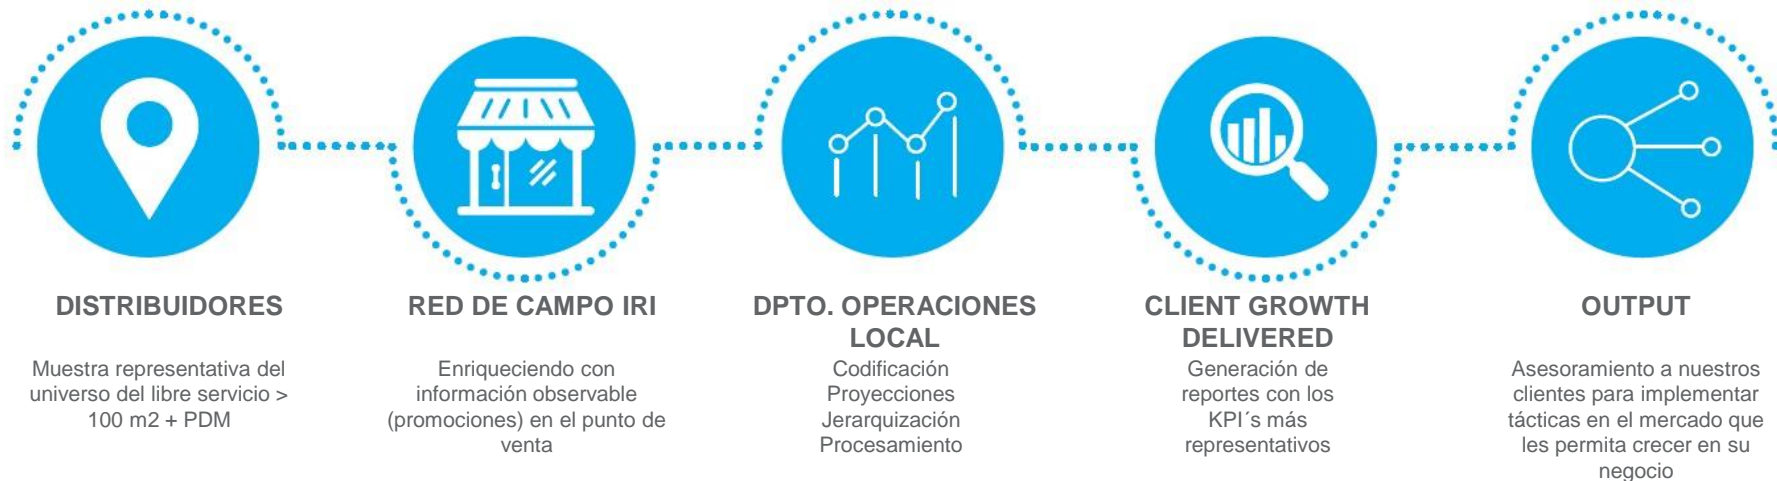 DISTRIBUIDORES
Muestra representativa del
universo del libre servicio >
100 m2 + PDM
RED DE CAMPO IRI
Enriqueciendo con
información observable
(promociones) en el punto de
venta
DPTO. OPERACIONES
LOCAL
Codificación
Proyecciones
Jerarquización
Procesamiento
CLIENT GROWTH
DELIVERED
Generación de
reportes con los
KPI´s más
representativos
OUTPUT
Asesoramiento a nuestros
clientes para implementar
tácticas en el mercado que
les permita crecer en su
negocio